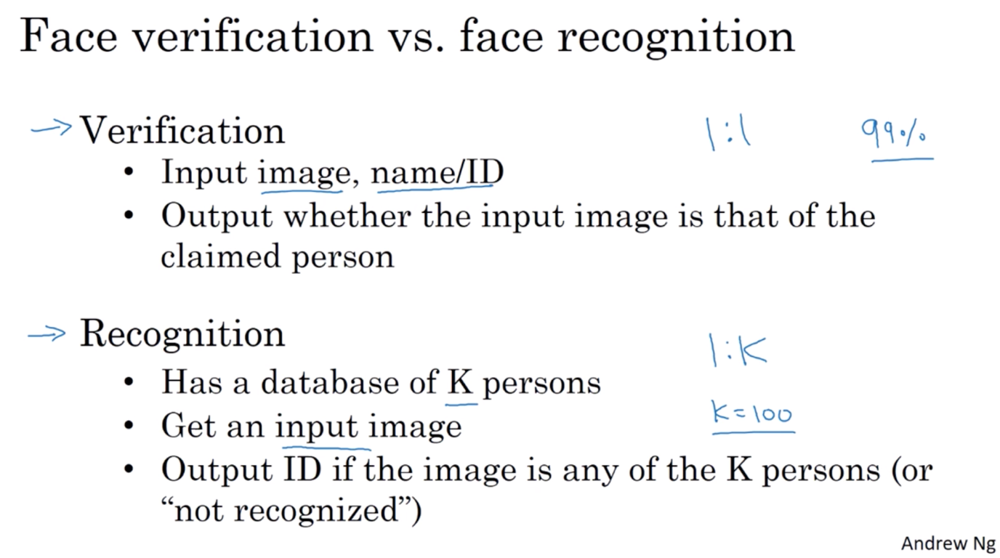 Face verification vs. face recognition
→ Verification 1:1 99%
• Input image, name/ID
• Output whether the input image is that of the
claimed person
→ Recognition 1:K
• Has a database of K persons
• Get an input image K=100
• Output ID if the image is any of the K persons (or
“not recognized”)
Andrew Ng